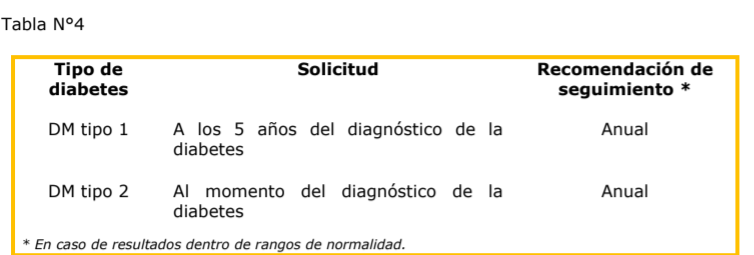 Tabla N°4
Tipo de diabetes Solicitud Recomendación de seguimiento *
DM tipo 1 A los 5 años del diagnóstico de la diabetes Anual
DM tipo 2 Al momento del diagnóstico de la diabetes Anual
* En caso de resultados dentro de rangos de normalidad.